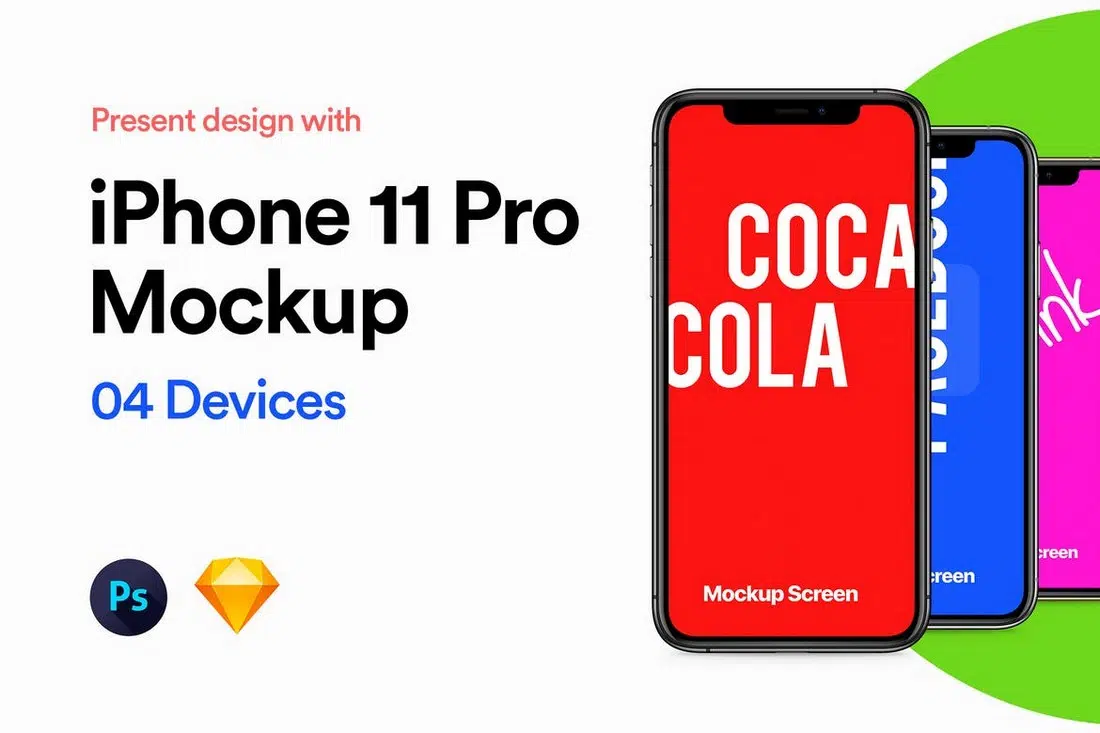 Present design with
iPhone 11 Pro
Mockup
04 Devices
Ps
COCA
COLA
Mockup Screen
creen
creen